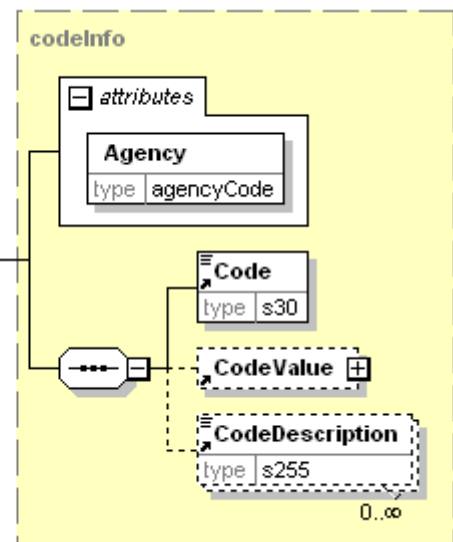 codeInfo
attributes
Agency
type agencyCode
Code
type s30
CodeValue
CodeDescription
type s255
0..∞